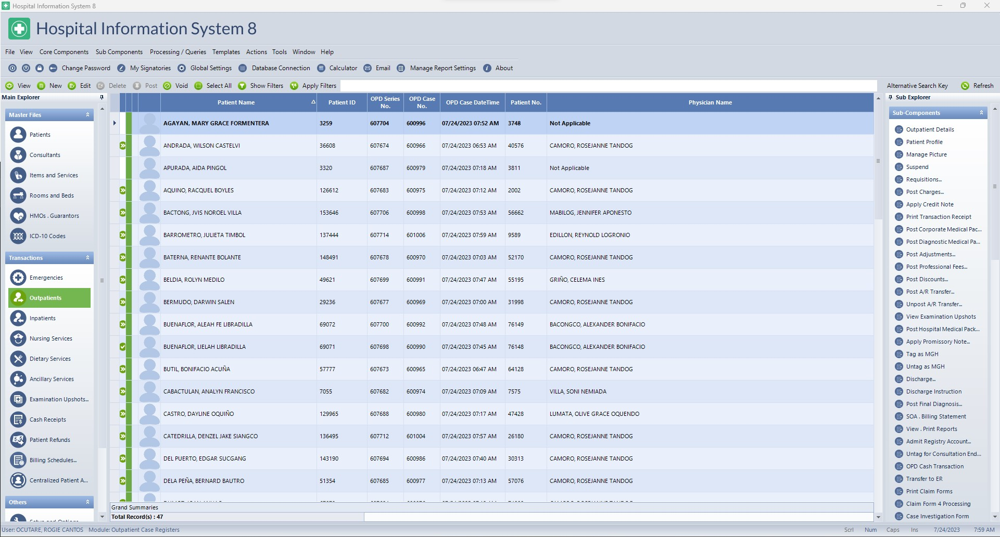 Hospital Information System 8
Hospital Information System 8
File View Core Components Sub Components Processing / Queries Templates Actions Tools Window Help
Change Password My Signatories Global Settings Database Connection Calculator Email Manage Report Settings About
View New Edit Delete Post Void Select All Show Filters Apply Filters Alternative Search Key Refresh
Main Explorer
Master Files
Patients
Consultants
Items and Services
Rooms and Beds
HMOs . Guarantors
ICD-10 Codes
Transactions
Emergencies
Outpatients
Inpatients
Nursing Services
Dietary Services
Ancillary Services
Examination Upshots...
Cash Receipts
Patient Refunds
Billing Schedules...
Centralized Patient A...
Others
Patient Name Patient ID OPD Series No. OPD Case No. OPD Case DateTime Patient No. Physician Name
AGAYAN, MARY GRACE FORMENTERA 3259 607704 600996 07/24/2023 07:52 AM 3748 Not Applicable
ANDRADA, WILSON CASTELVI 36608 607674 600966 07/24/2023 06:53 AM 40576 CAMORO, ROSEJANNE TANDOG
APURADA, AIDA PINGOL 3320 607687 600979 07/24/2023 07:18 AM 3811 Not Applicable
AQUINO, RACQUEL BOYLES 126612 607683 600975 07/24/2023 07:12 AM 2002 CAMORO, ROSEJANNE TANDOG
BACTONG, JVIS NOROEL VILLA 153646 607706 600998 07/24/2023 07:53 AM 56662 MABILOG, JENNIFER APONESTO
BARROMETRO, JULIETA TIMBOL 137444 607714 601006 07/24/2023 07:59 AM 9589 EDILLON, REYNOLD LOGRONIO
BATERNA, RENANTE BOLANTE 148491 607678 600970 07/24/2023 07:03 AM 52170 CAMORO, ROSEJANNE TANDOG
BELDIA, ROLYN MEDILO 49621 607699 600991 07/24/2023 07:47 AM 55195 GRIÑO, CELEMA INES
BERMUDO, DARWIN SALEN 29236 607677 600969 07/24/2023 07:00 AM 31998 CAMORO, ROSEJANNE TANDOG
BUENAFLOR, ALEAH FE LIBRADILLA 69072 607700 600992 07/24/2023 07:48 AM 76149 BACONGCO, ALEXANDER BONIFACIO
BUENAFLOR, LIELAH LIBRADILLA 69071 607698 600990 07/24/2023 07:45 AM 76148 BACONGCO, ALEXANDER BONIFACIO
BUTIL, BONIFACIO ACUÑA 57777 607673 600965 07/24/2023 06:47 AM 64128 CAMORO, ROSEJANNE TANDOG
CABACTULAN, ANALYN FRANCISCO 7055 607682 600974 07/24/2023 07:09 AM 7575 VILLA, SONI NEMIADA
CASTRO, DAYLINE OQUIÑO 129965 607688 600980 07/24/2023 07:17 AM 47428 LUMATA, OLIVE GRACE OQUENDO
CATEDRILLA, DENZEL JAKE SIANGCO 136495 607712 601004 07/24/2023 07:57 AM 26180 CAMORO, ROSEJANNE TANDOG
DEL PUERTO, EDGAR SUCGANG 143190 607694 600986 07/24/2023 07:40 AM 30313 CAMORO, ROSEJANNE TANDOG
DELA PEÑA, BERNARD BAUTRO 51354 607685 600977 07/24/2023 07:13 AM 57076 CAMORO, ROSEJANNE TANDOG
Grand Summaries
Total Record(s) : 47
Sub Explorer
Sub-Components
Outpatient Details
Patient Profile
Manage Picture
Suspend
Requisitions...
Post Charges...
Apply Credit Note
Print Transaction Receipt
Post Corporate Medical Pac...
Post Diagnostic Medical Pa...
Post Adjustments...
Post Professional Fees...
Post Discounts...
Post A/R Transfer...
Unpost A/R Transfer...
View Examination Upshots
Post Hospital Medical Pack...
Apply Promissory Note...
Tag as MGH
Untag as MGH
Discharge...
Discharge Instruction
Post Final Diagnosis...
SOA . Billing Statement
View . Print Reports
Admit Registry Account...
Untag for Consultation End...
OPD Cash Transaction
Transfer to ER
Print Claim Forms
Claim Form 4 Processing
Case Investigation Form
User: OCUTARE, ROGIE CANTOS Module: Outpatient Case Registers Scrl Num Caps Ins 7/24/2023 7:59 AM